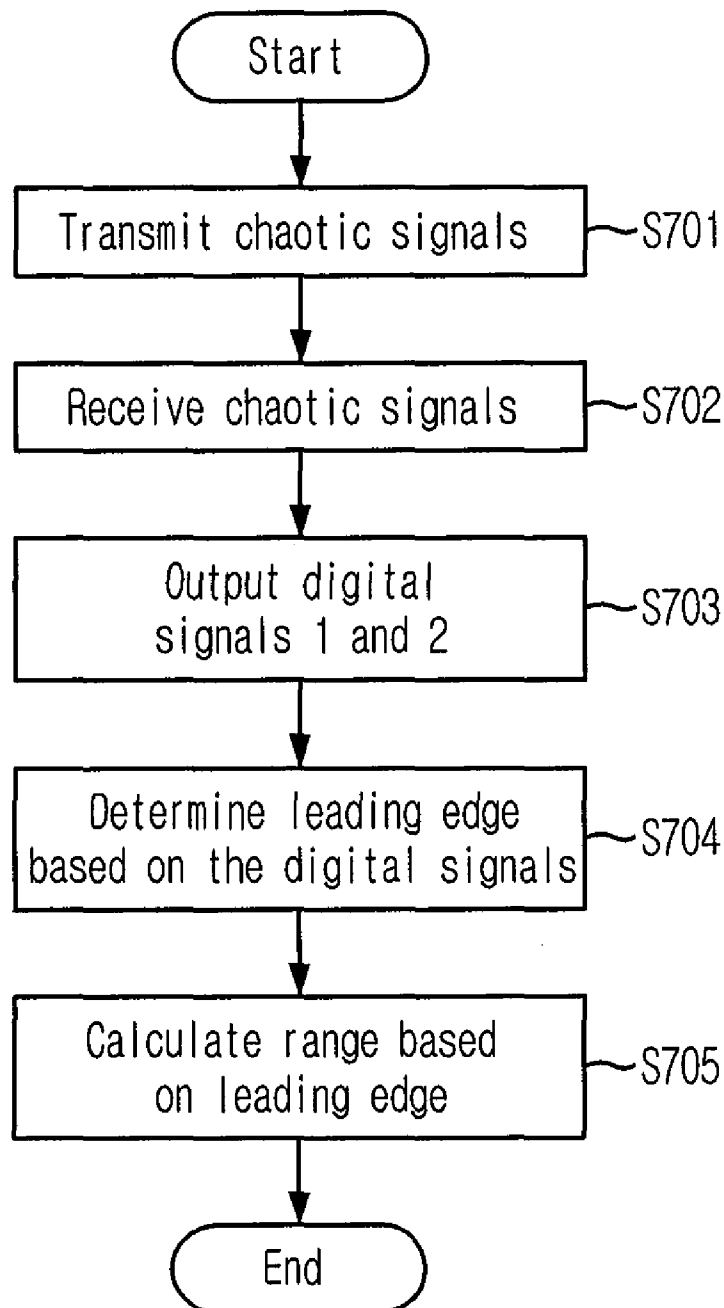 Start
Transmit chaotic signals
S701
Receive chaotic signals
S702
Output digital
signals 1 and 2
S703
Determine leading edge
based on the digital signals
S704
Calculate range based
on leading edge
S705
End